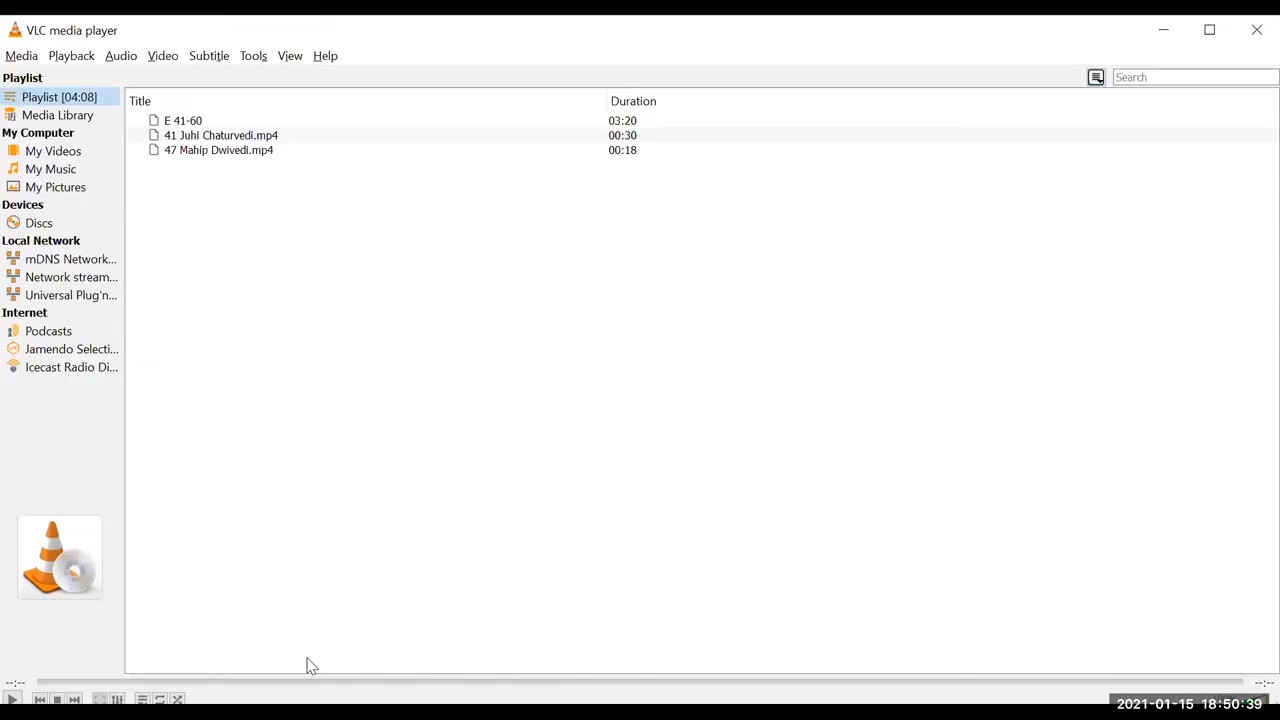 VLC media player
Media Playback Audio Video Subtitle Tools View Help
Playlist
Search
Playlist [04:08]
Media Library
My Computer
My Videos
My Music
My Pictures
Devices
Discs
Local Network
mDNS Network...
Network stream...
Universal Plug'n...
Internet
Podcasts
Jamendo Selecti...
Icecast Radio Di...
Title Duration
E 41-60 03:20
41 Juhi Chaturvedi.mp4 00:30
47 Mahip Dwivedi.mp4 00:18
--:-- --:--
2021-01-15 18:50:39